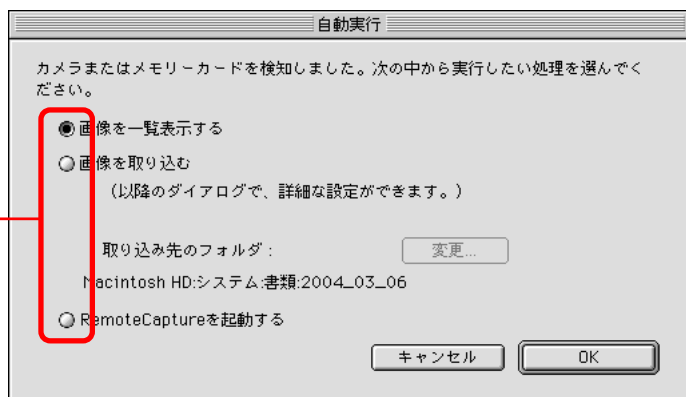 自動実行
カメラまたはメモリーカードを検知しました。次の中から実行したい処理を選んでく
ださい。
画像を一覧表示する
画像を取り込む
(以降のダイアログで、詳細な設定ができます。)
取り込み先のフォルダ: 変更...
Macintosh HD:システム:書類:2004_03_06
RemoteCaptureを起動する
キャンセル OK